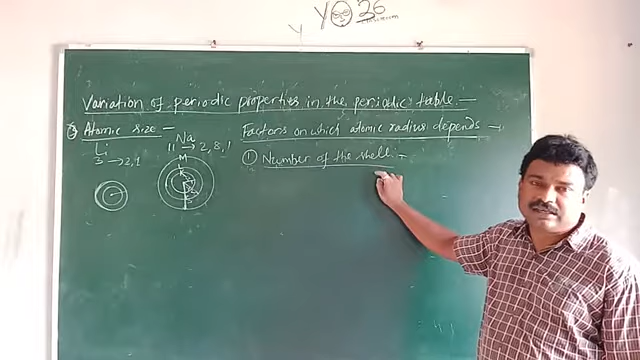 Variation of periodic properties in the periodic table :-
Atomic size :-
Factors on which atomic radius depends :-
Li
3 → 2,1
Na
11 → 2, 8, 1
M
K
① Number of the shell :-